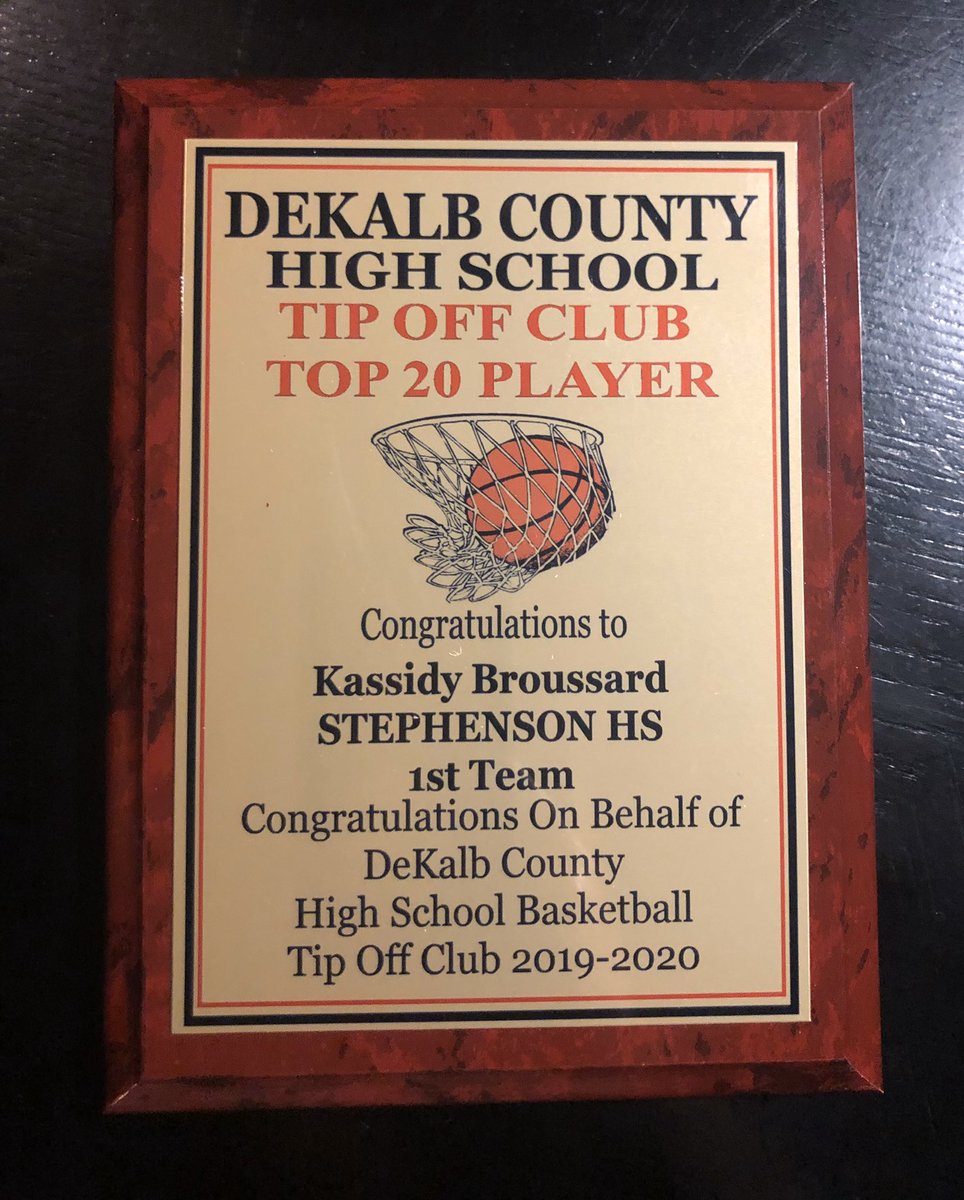 DEKALB COUNTY
HIGH SCHOOL
TIP OFF CLUB
TOP 20 PLAYER
Congratulations to
Kassidy Broussard
STEPHENSON HS
1st Team
Congratulations On Behalf of
DeKalb County
High School Basketball
Tip Off Club 2019-2020